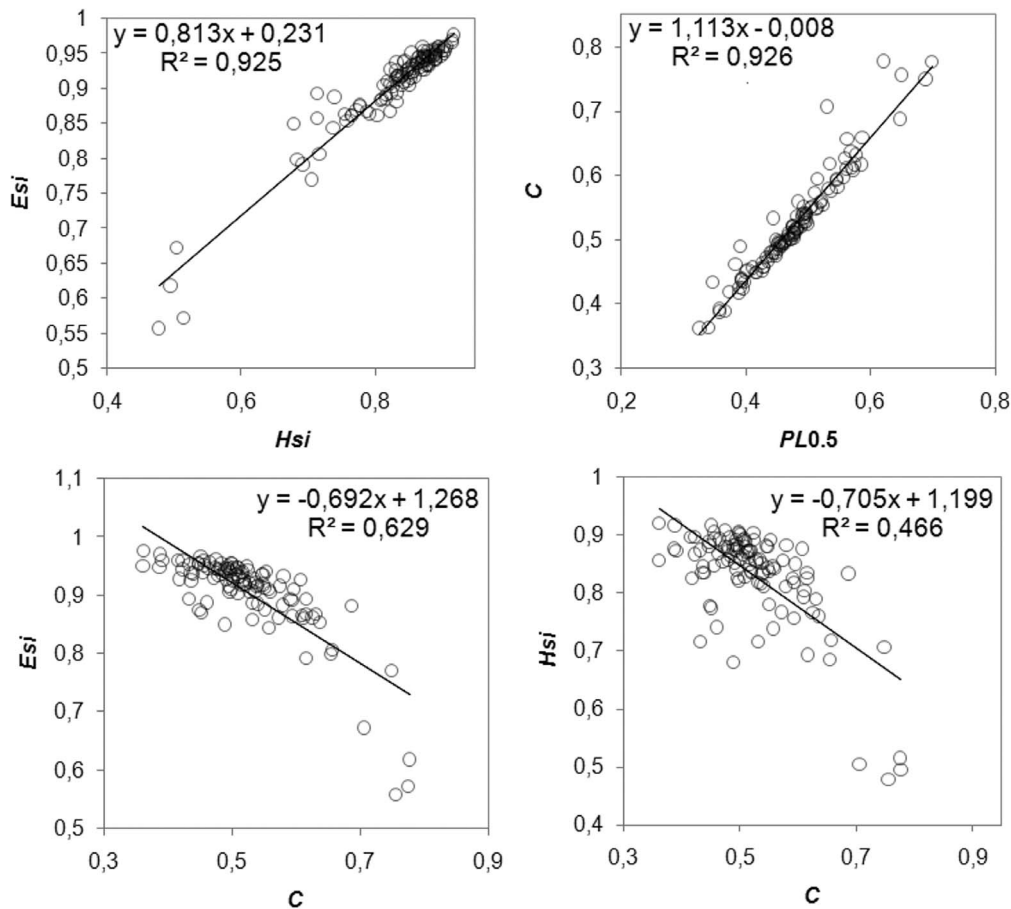 y = 0,813x + 0,231
R² = 0,925
1
0,95
0,9
0,85
0,8
0,75
0,7
0,65
0,6
0,55
0,5
Esi
0,4
0,6
0,8
Hsi
y = 1,113x - 0,008
R² = 0,926
0,8
0,7
0,6
0,5
0,4
0,3
C
0,2
0,4
0,6
0,8
PL0.5
y = -0,692x + 1,268
R² = 0,629
1,1
1
0,9
0,8
0,7
0,6
0,5
Esi
0,3
0,5
0,7
0,9
C
y = -0,705x + 1,199
R² = 0,466
1
0,9
0,8
0,7
0,6
0,5
0,4
Hsi
0,3
0,5
0,7
0,9
C